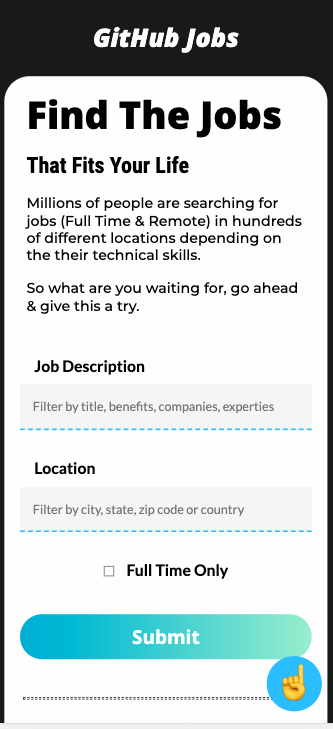 GitHub Jobs
Find The Jobs
That Fits Your Life
Millions of people are searching for
jobs (Full Time & Remote) in hundreds
of different locations depending on
the their technical skills.
So what are you waiting for, go ahead
& give this a try.
Job Description
Filter by title, benefits, companies, experties
Location
Filter by city, state, zip code or country
Full Time Only
Submit